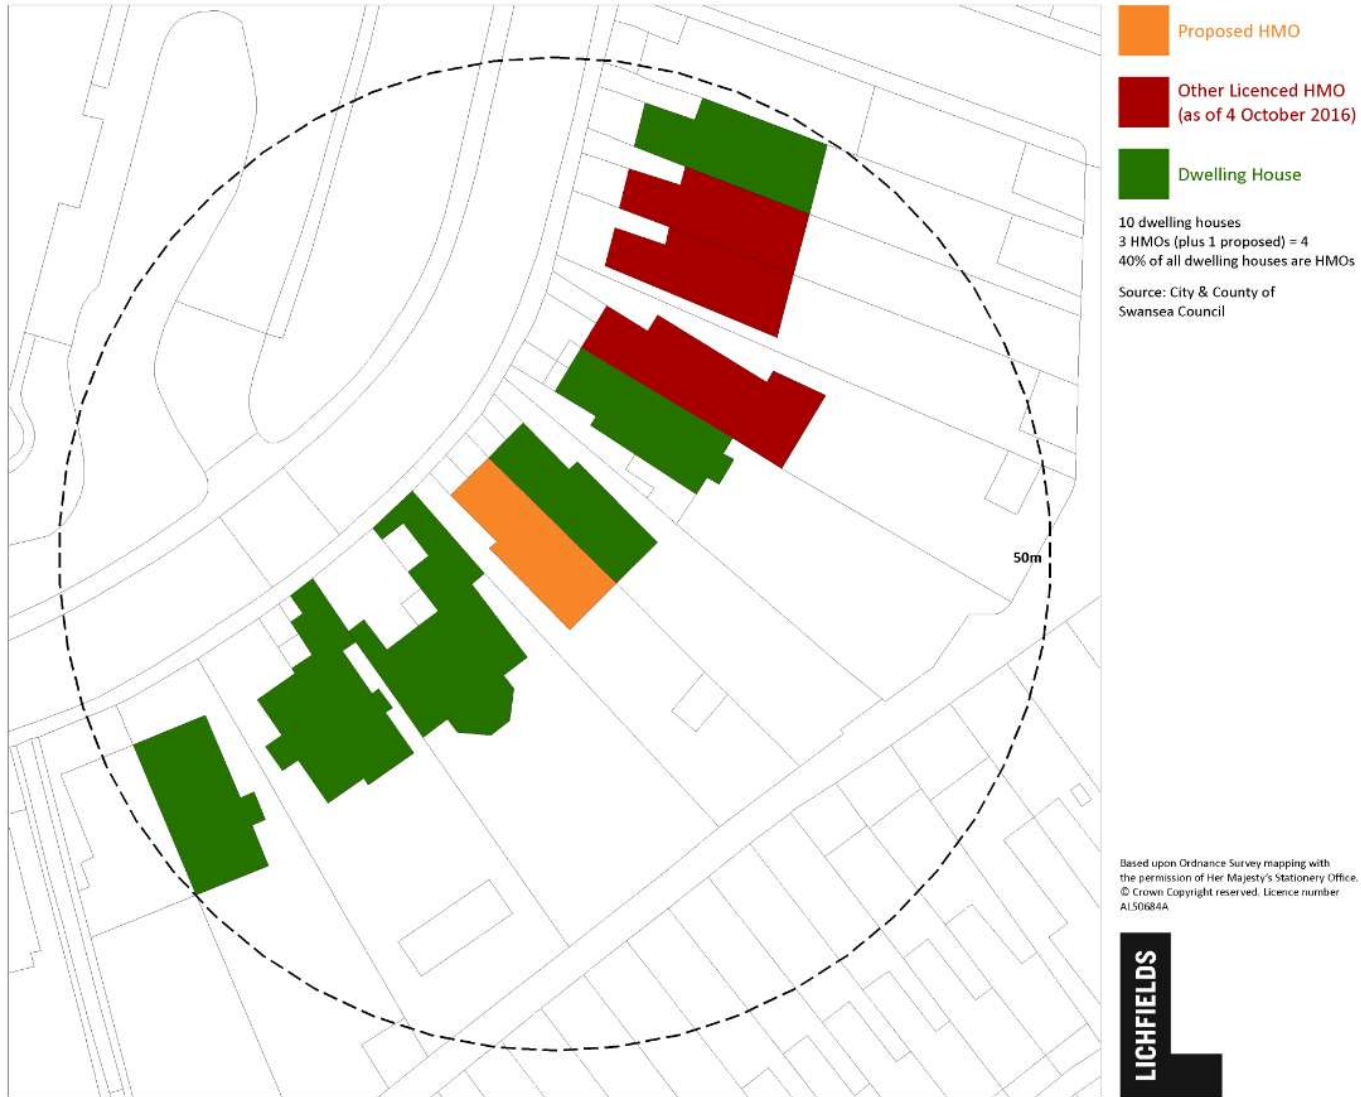 Proposed HMO
Other Licenced HMO
(as of 4 October 2016)
Dwelling House
10 dwelling houses
3 HMOs (plus 1 proposed) = 4
40% of all dwelling houses are HMOs
Source: City & County of
Swansea Council
50m
Based upon Ordnance Survey mapping with
the permission of Her Majesty's Stationery Office.
© Crown Copyright reserved. Licence number
AL50684A
LICHFIELDS